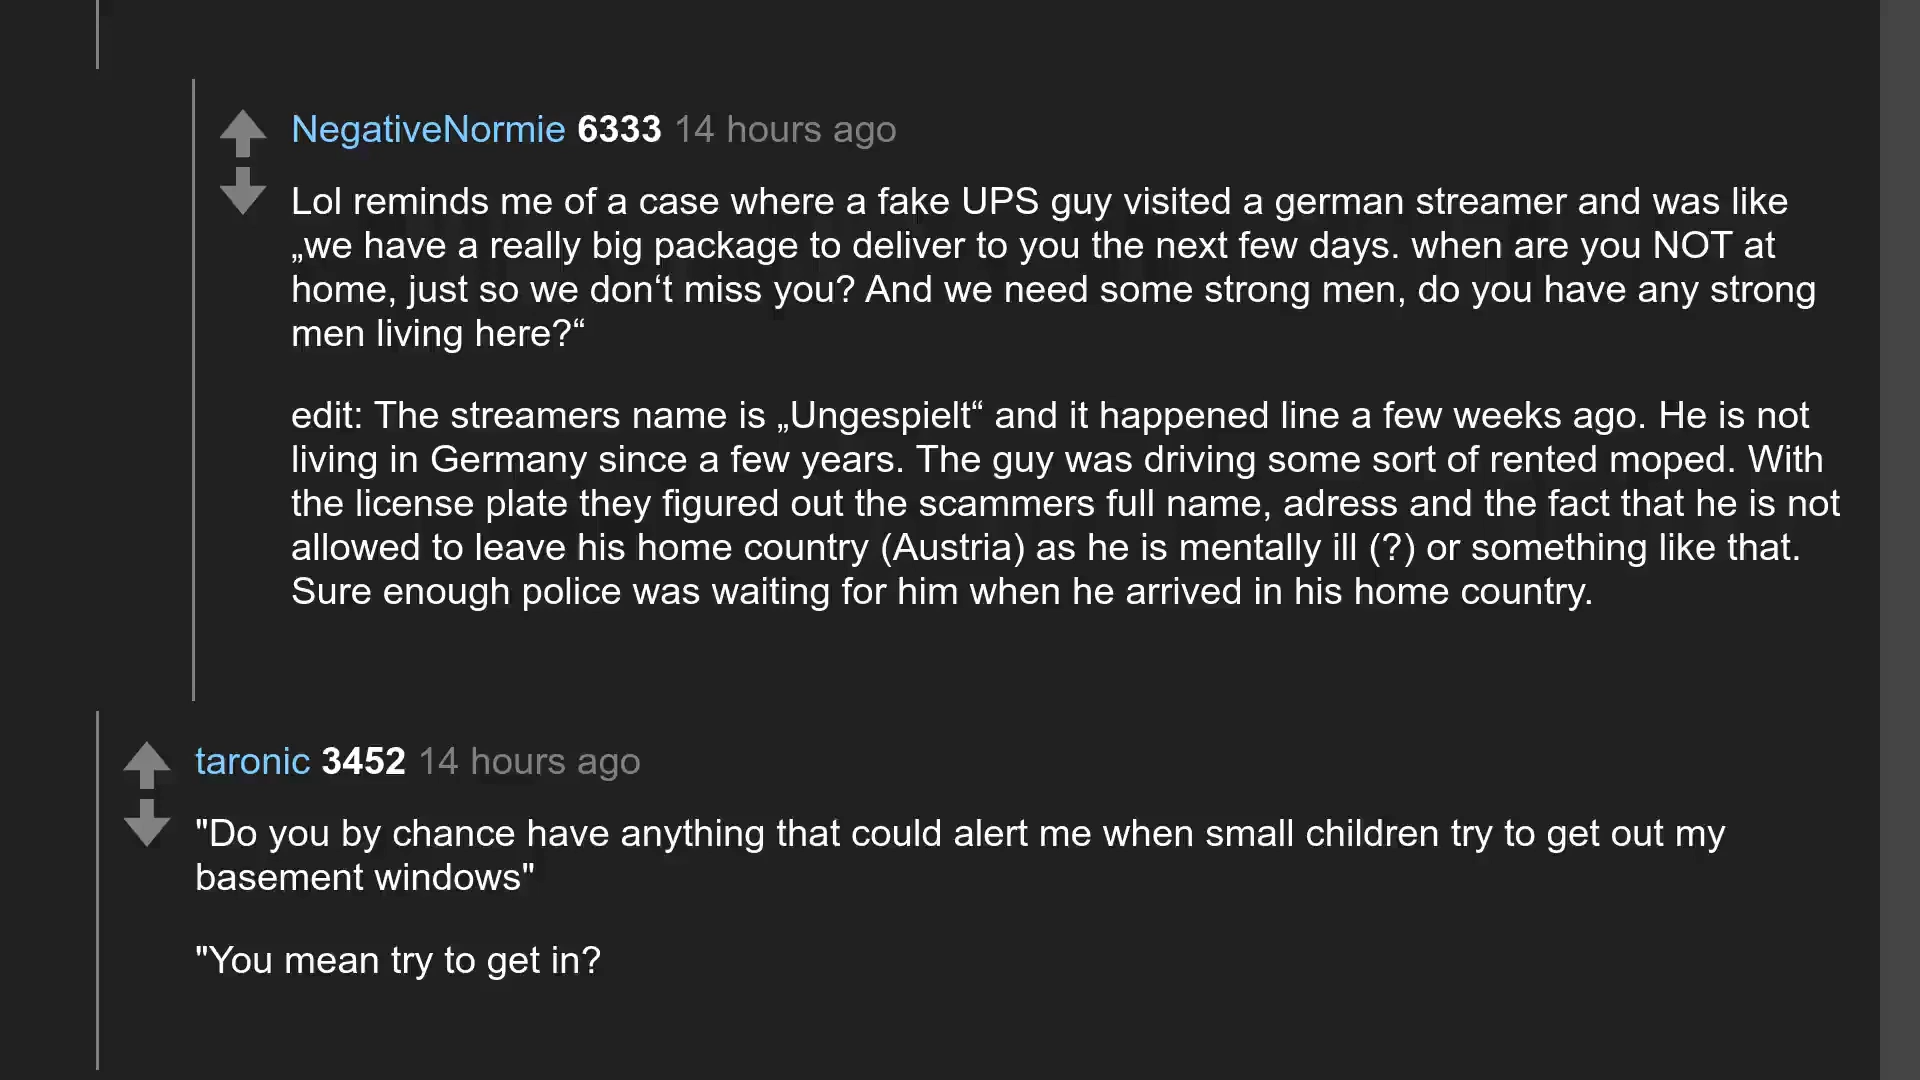 NegativeNormie 6333 14 hours ago
Lol reminds me of a case where a fake UPS guy visited a german streamer and was like
„we have a really big package to deliver to you the next few days. when are you NOT at
home, just so we don‘t miss you? And we need some strong men, do you have any strong
men living here?“
edit: The streamers name is „Ungespielt“ and it happened line a few weeks ago. He is not
living in Germany since a few years. The guy was driving some sort of rented moped. With
the license plate they figured out the scammers full name, adress and the fact that he is not
allowed to leave his home country (Austria) as he is mentally ill (?) or something like that.
Sure enough police was waiting for him when he arrived in his home country.
taronic 3452 14 hours ago
"Do you by chance have anything that could alert me when small children try to get out my
basement windows"
"You mean try to get in?